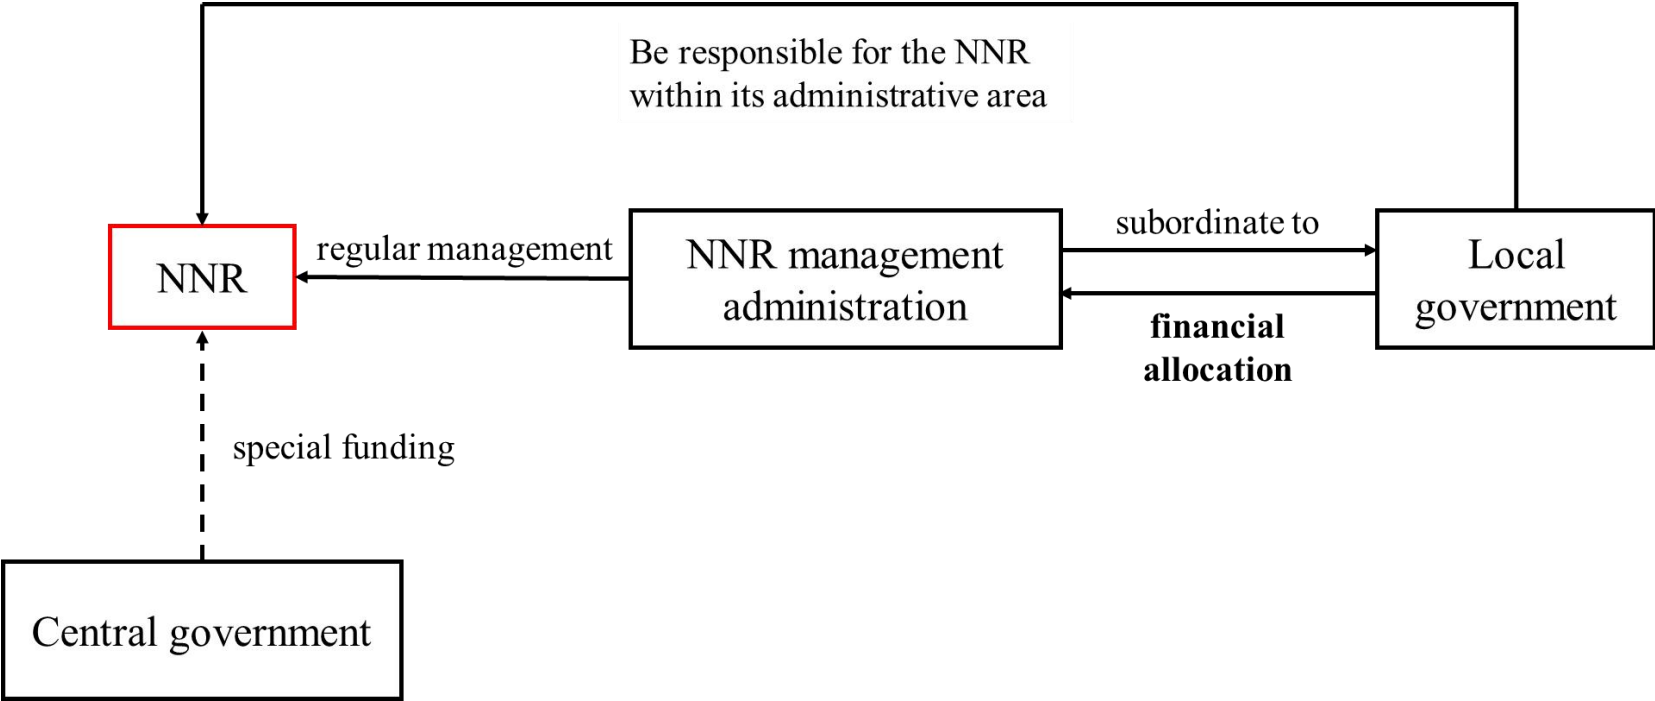 Be responsible for the NNR
within its administrative area
NNR
regular management
NNR management
administration
subordinate to
financial
allocation
Local
government
special funding
Central government